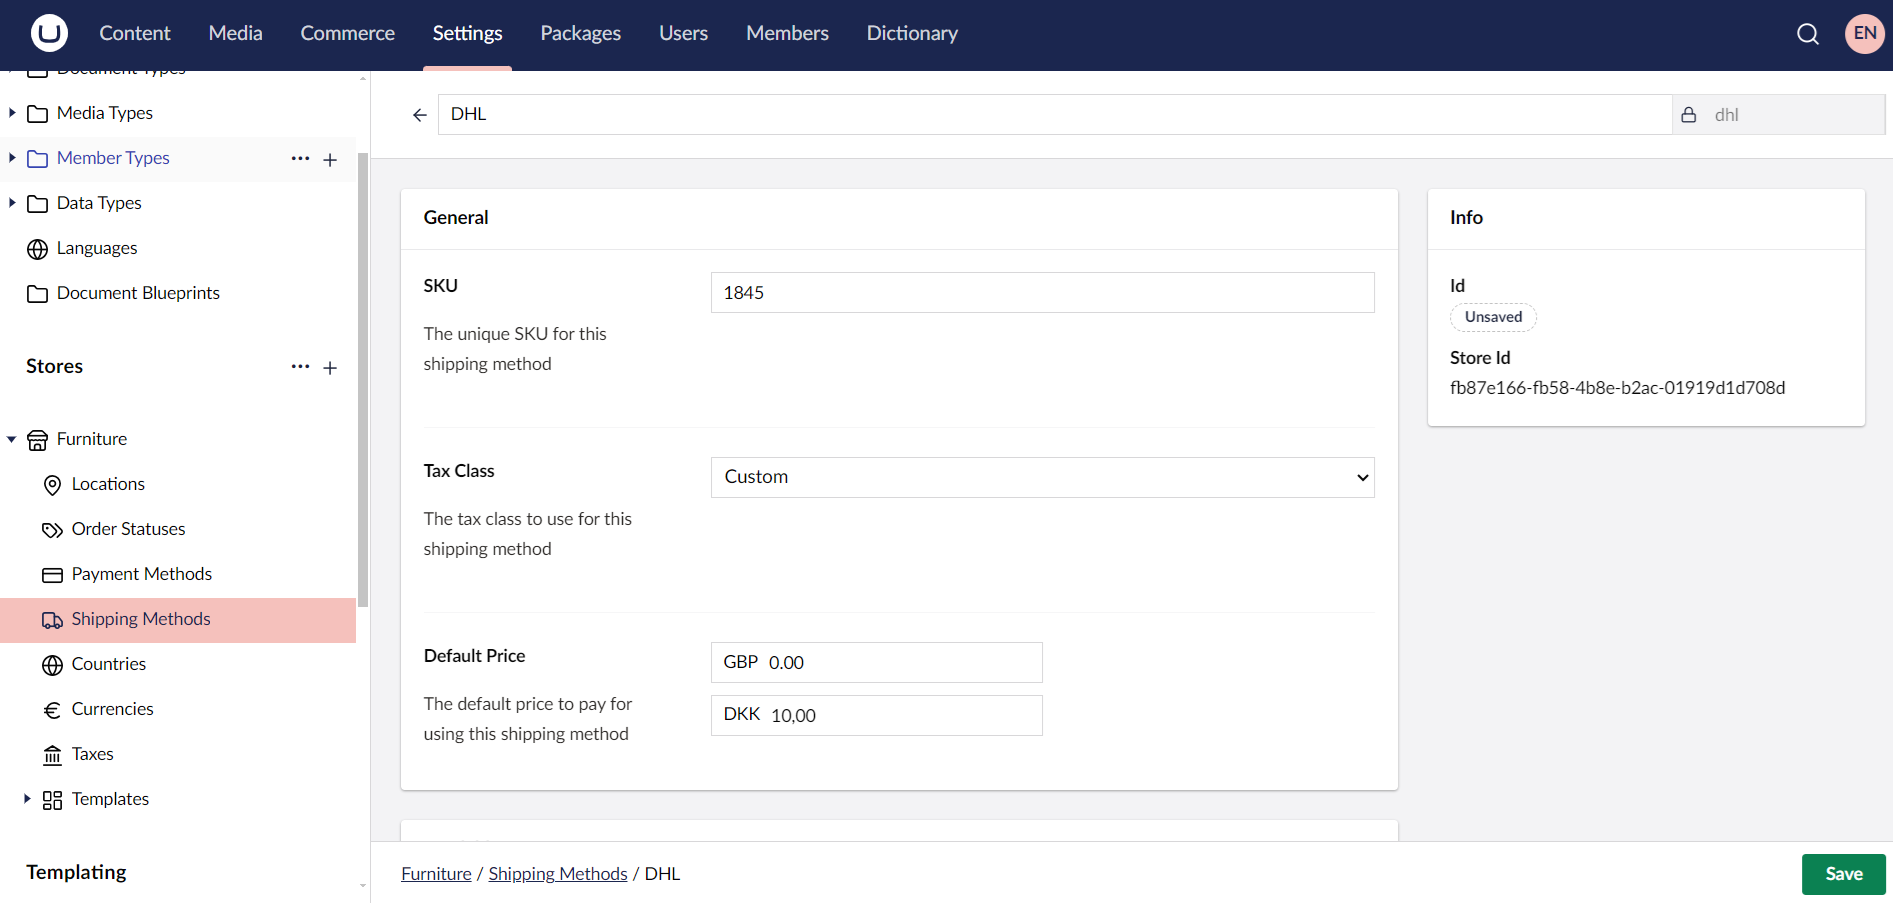 Content Media Commerce Settings Packages Users Members Dictionary EN
Document Types
Media Types
Member Types
Data Types
Languages
Document Blueprints
Stores
Furniture
Locations
Order Statuses
Payment Methods
Shipping Methods
Countries
Currencies
Taxes
Templates
Templating
DHL
dhl
General
SKU
The unique SKU for this
shipping method
1845
Tax Class
The tax class to use for this
shipping method
Custom
Default Price
The default price to pay for
using this shipping method
GBP 0.00
DKK 10,00
Info
Id
Unsaved
Store Id
fb87e166-fb58-4b8e-b2ac-01919d1d708d
Furniture / Shipping Methods / DHL
Save